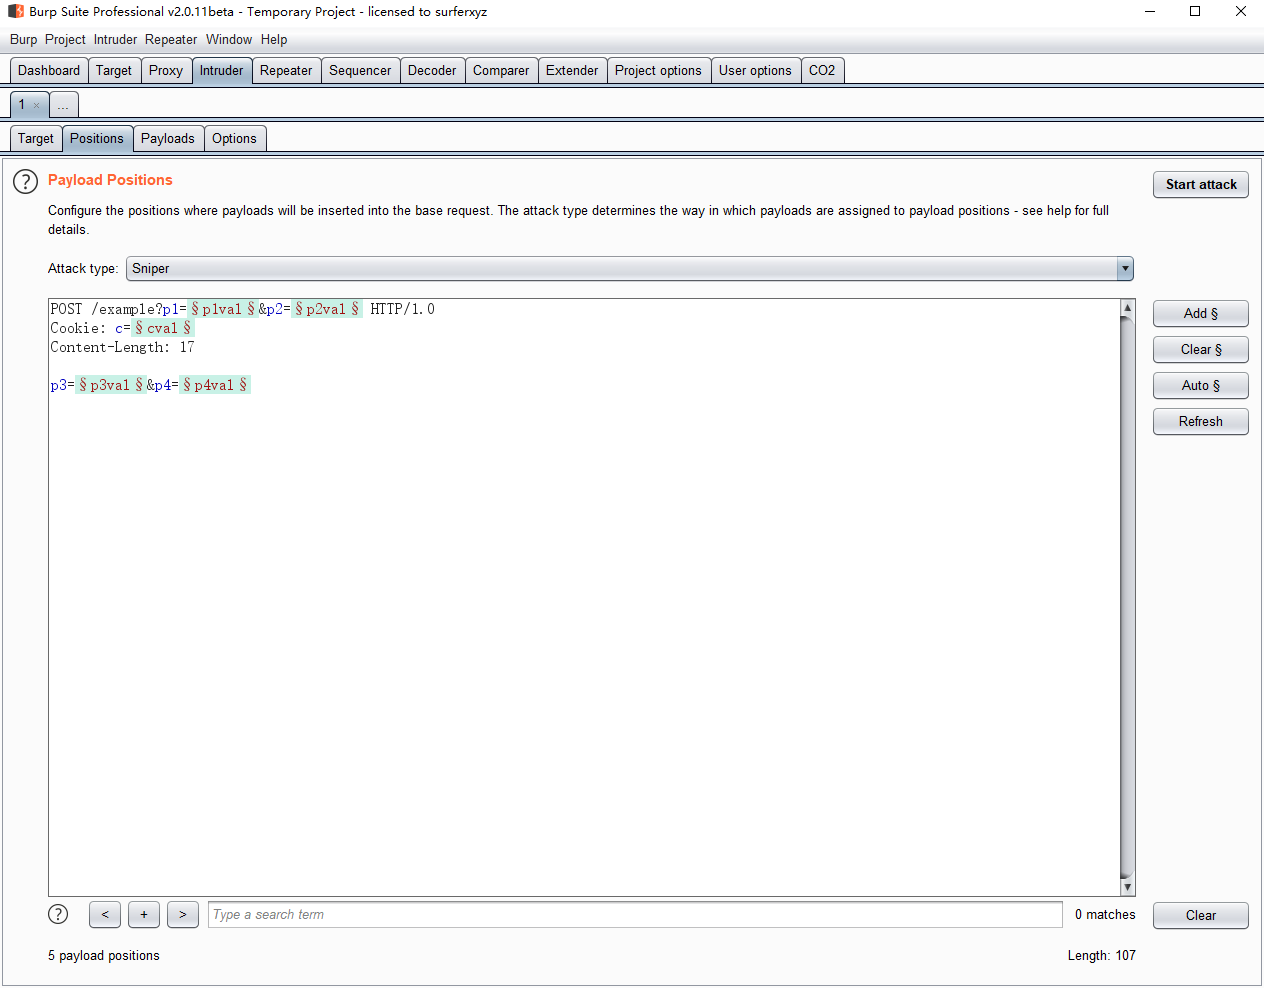 Burp Suite Professional v2.0.11beta - Temporary Project - licensed to surferxyz
Burp Project Intruder Repeater Window Help
Dashboard Target Proxy Intruder Repeater Sequencer Decoder Comparer Extender Project options User options CO2
1 × ...
Target Positions Payloads Options
? Payload Positions
Start attack
Configure the positions where payloads will be inserted into the base request. The attack type determines the way in which payloads are assigned to payload positions - see help for full
details.
Attack type: Sniper
POST /example?p1=§p1val§&p2=§p2val§ HTTP/1.0
Cookie: c=§cval§
Content-Length: 17
p3=§p3val§&p4=§p4val§
Add §
Clear §
Auto §
Refresh
? < + > Type a search term 0 matches Clear
5 payload positions Length: 107